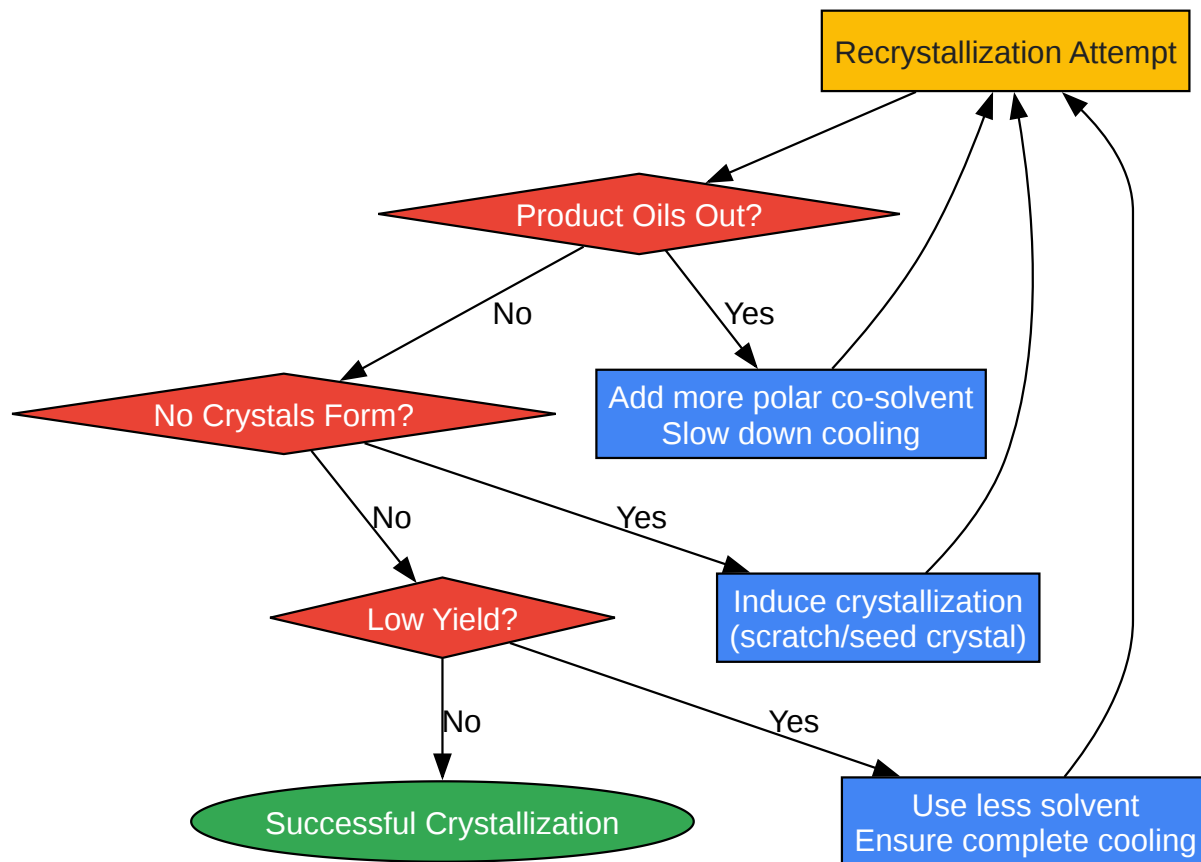 Recrystallization Attempt
Product Oils Out?
No
Yes
Add more polar co-solvent
Slow down cooling
No Crystals Form?
No
Yes
Induce crystallization
(scratch/seed crystal)
Low Yield?
No
Yes
Successful Crystallization
Use less solvent
Ensure complete cooling